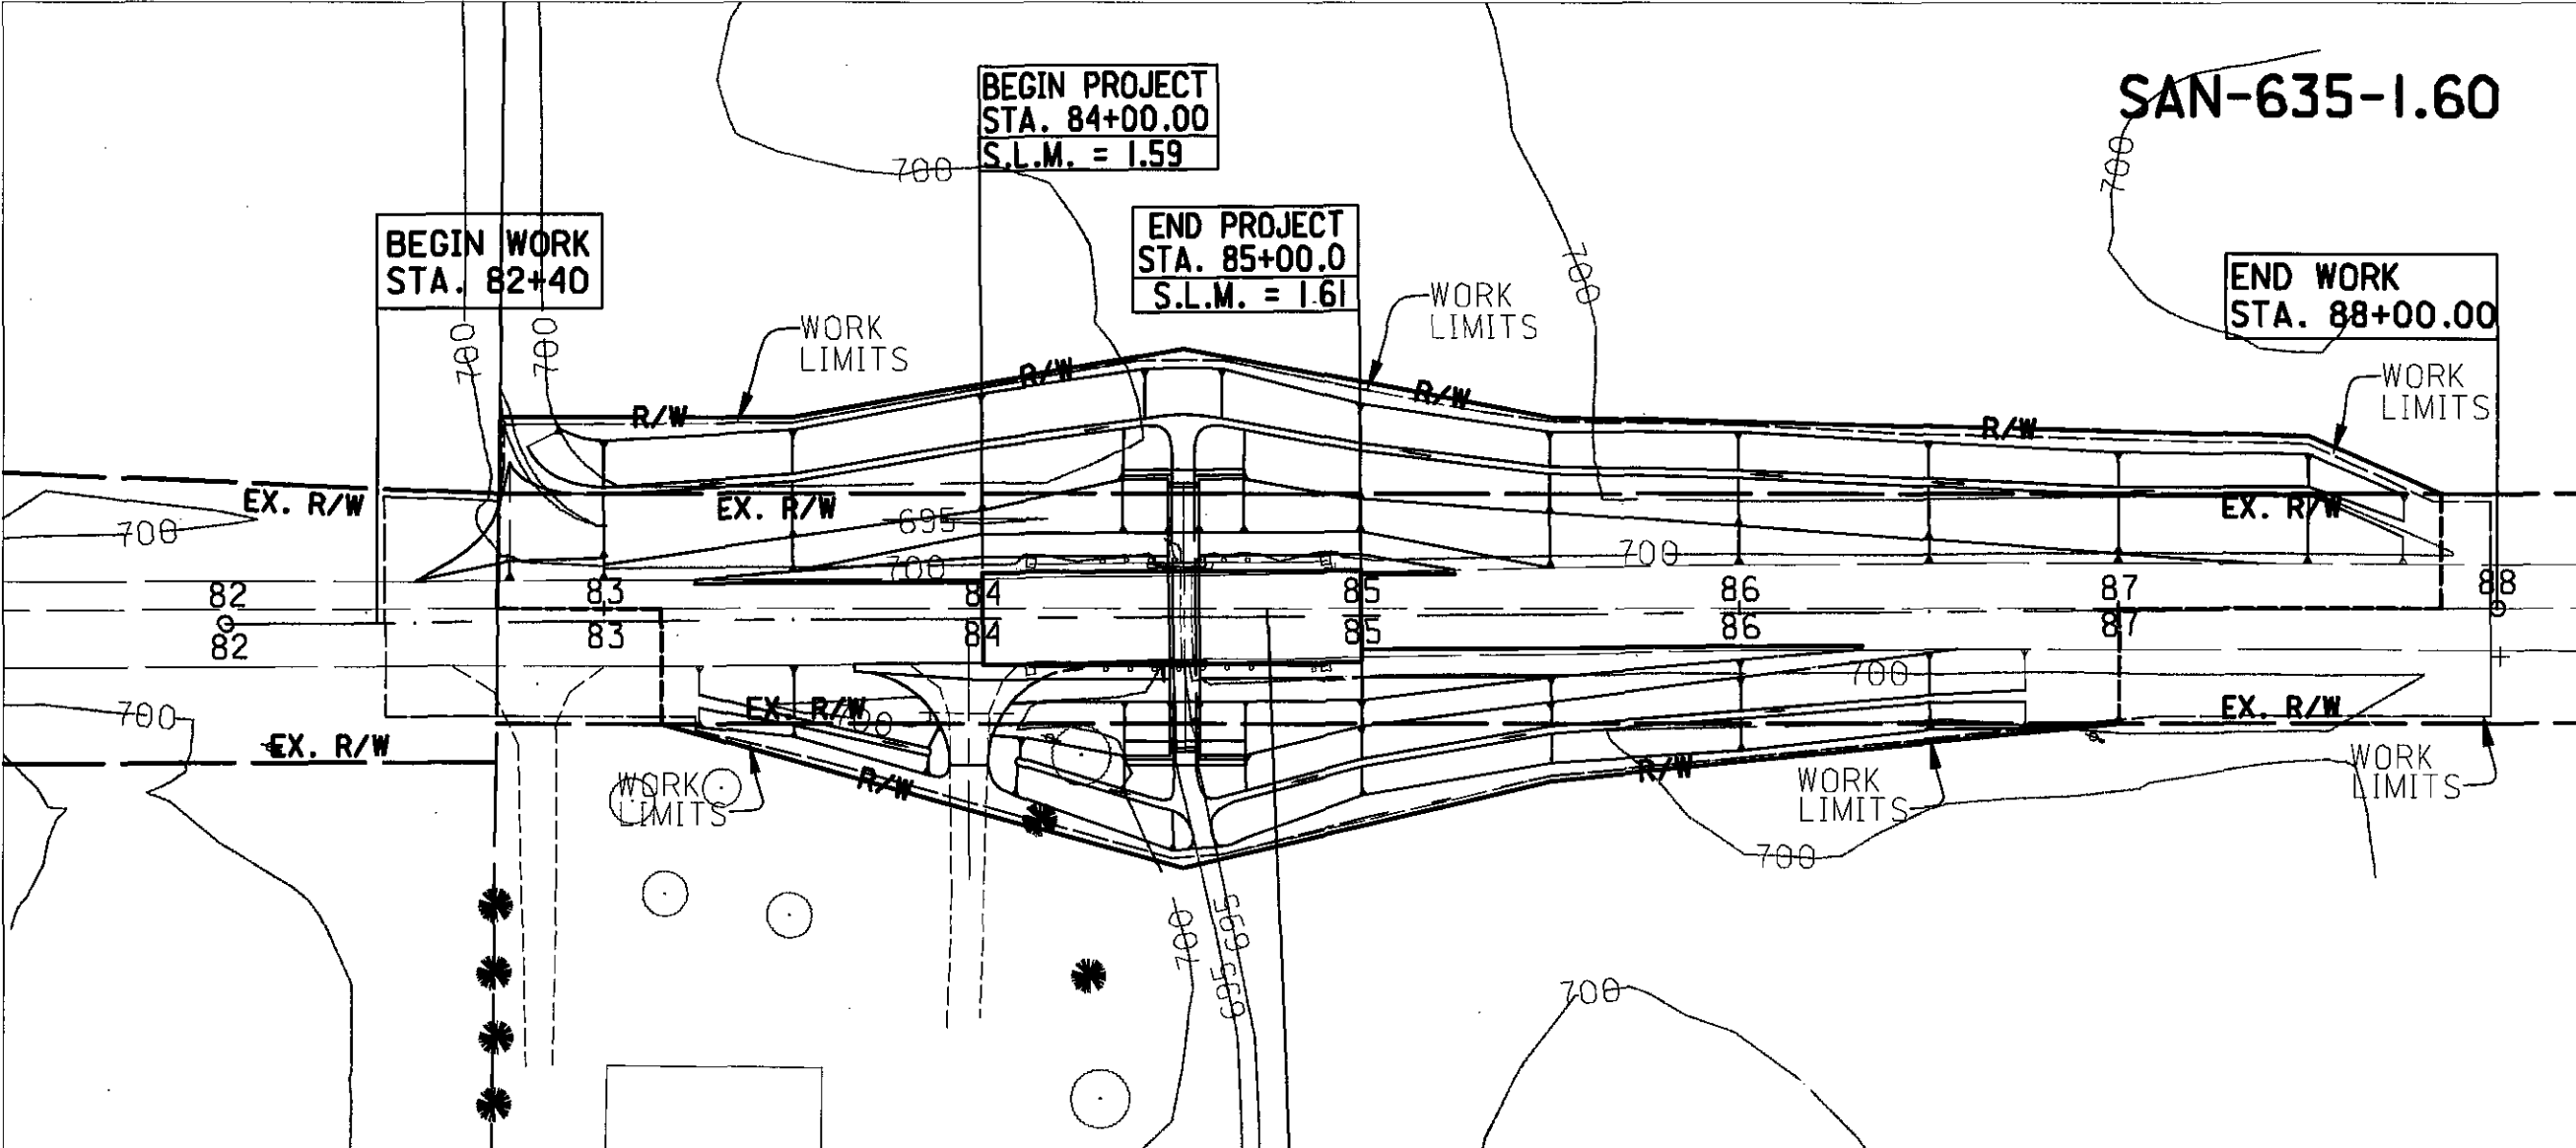 BEGIN PROJECT
STA. 84+00.00
S.L.M. = 1.59
SAN-635-1.60
700
700
700
BEGIN WORK
STA. 82+40
END PROJECT
STA. 85+00.0
S.L.M. = 1.61
END WORK
STA. 88+00.00
WORK
LIMITS
WORK
LIMITS
WORK
LIMITS
700
700
R/W
R/W
R/W
R/W
EX. R/W
EX. R/W
EX. R/W
700
695
700
700
82
83
84
85
86
87
88
82
83
84
85
86
87
700
700
700
EX. R/W
EX. R/W
EX. R/W
R/W
R/W
WORK
LIMITS
WORK
LIMITS
WORK
LIMITS
700
700
695
695
700